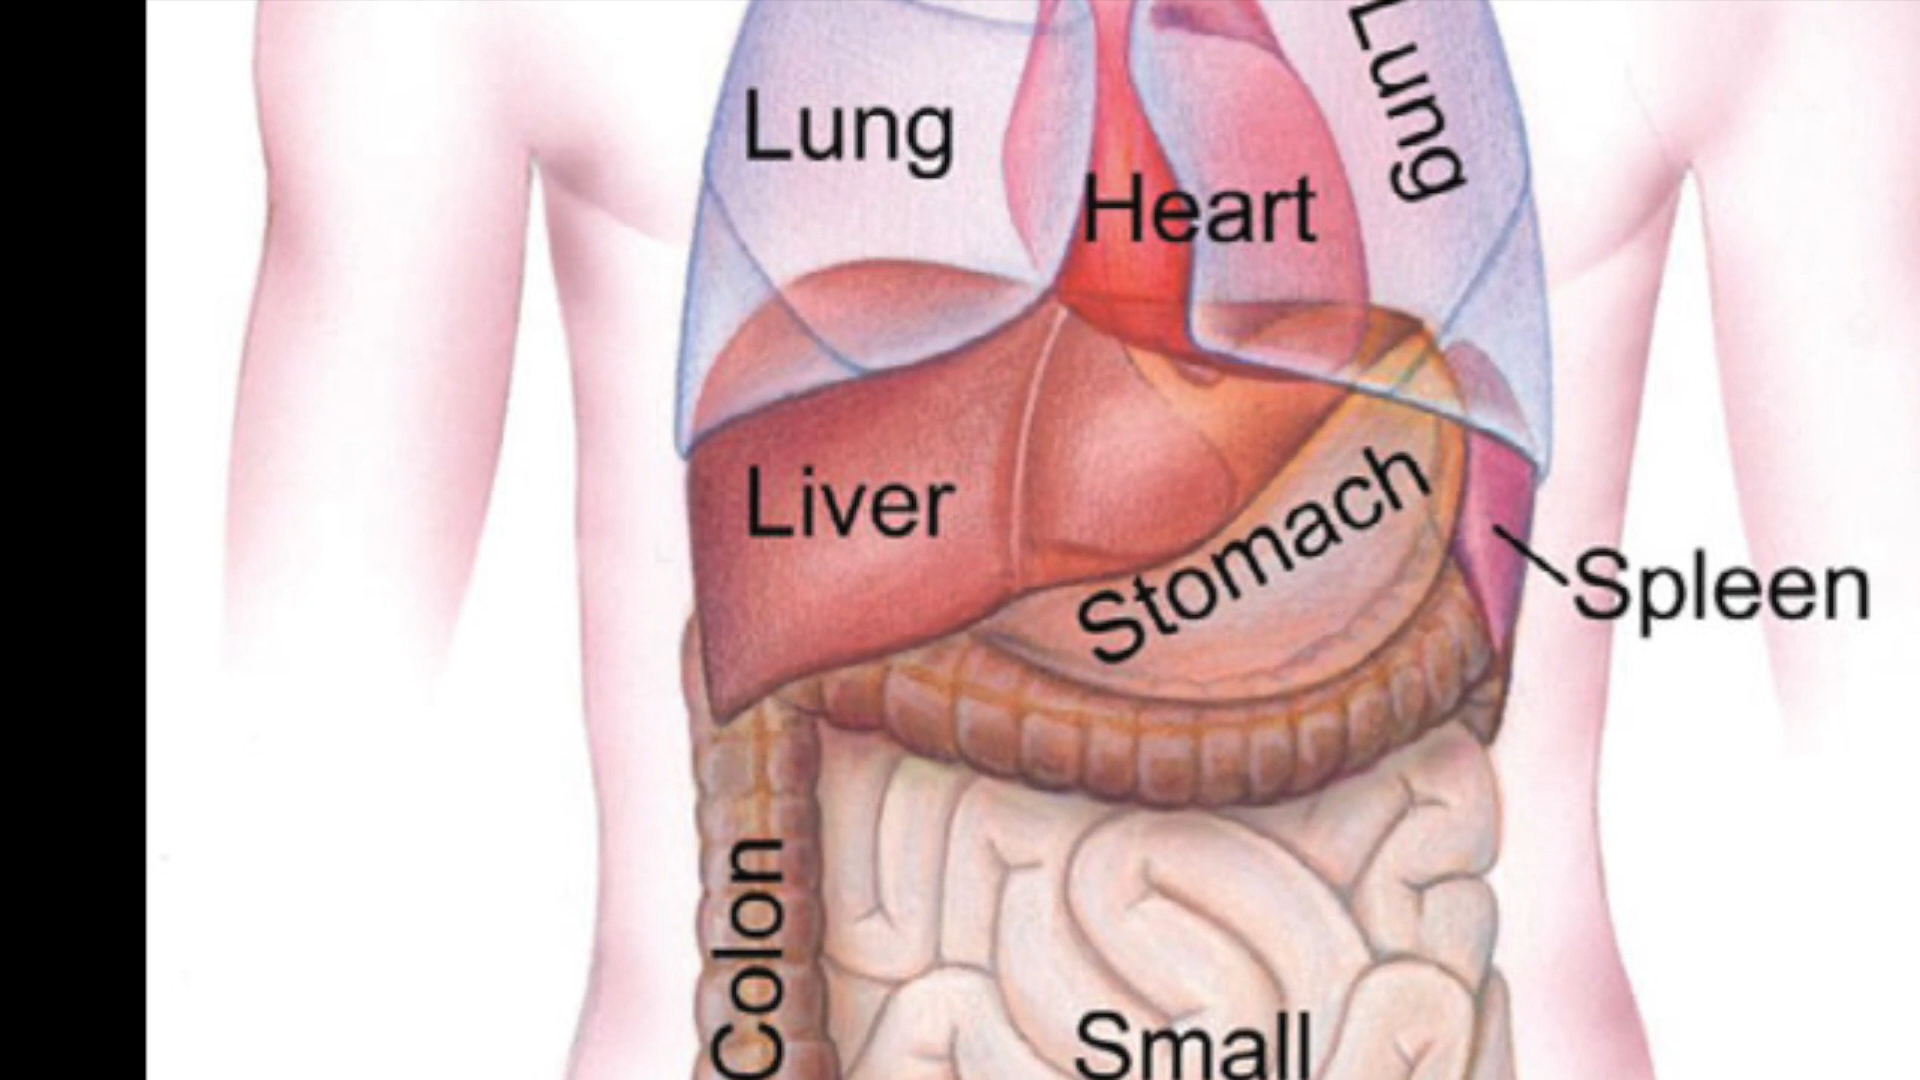 Lung
Lung
Heart
Liver
Stomach
Spleen
Colon
Small